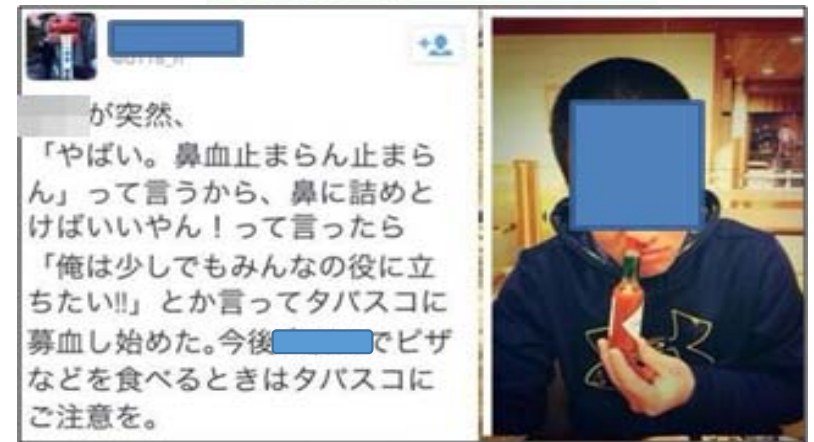 が突然、
「やばい。鼻血止まらん止まら
ん」って言うから、鼻に詰めと
けばいいやん！って言ったら
「俺は少しでもみんなの役に立
ちたい!!」とか言ってタバスコに
募血し始めた。今後でピザ
などを食べるときはタバスコに
ご注意を。